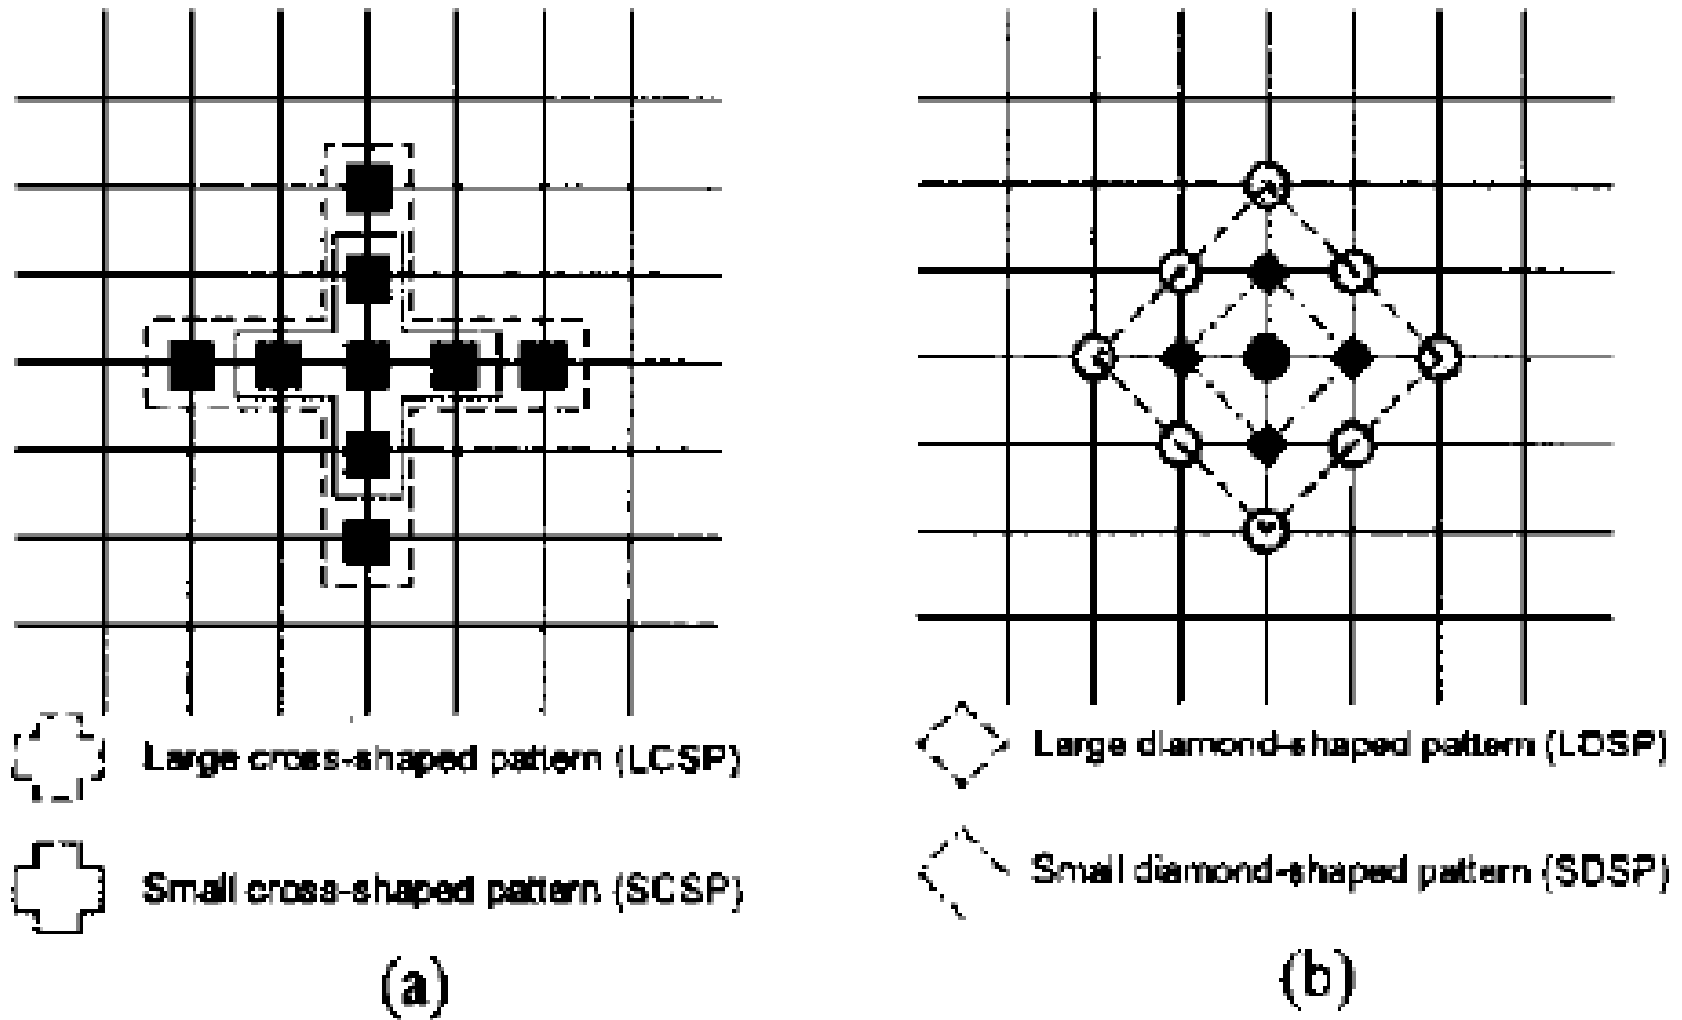 Large cross-shaped pattern (LCSP)
Small cross-shaped pattern (SCSP)
(a)
Large diamond-shaped pattern (LDSP)
Small diamond-shaped pattern (SDSP)
(b)